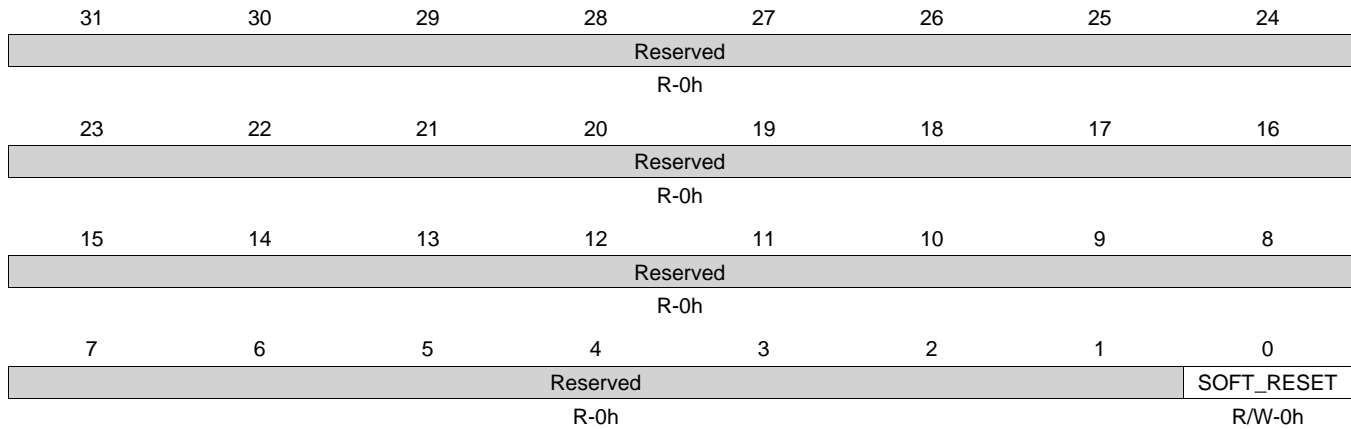 31 30 29 28 27 26 25 24
Reserved
R-0h
23 22 21 20 19 18 17 16
Reserved
R-0h
15 14 13 12 11 10 9 8
Reserved
R-0h
7 6 5 4 3 2 1 0
Reserved SOFT_RESET
R-0h R/W-0h